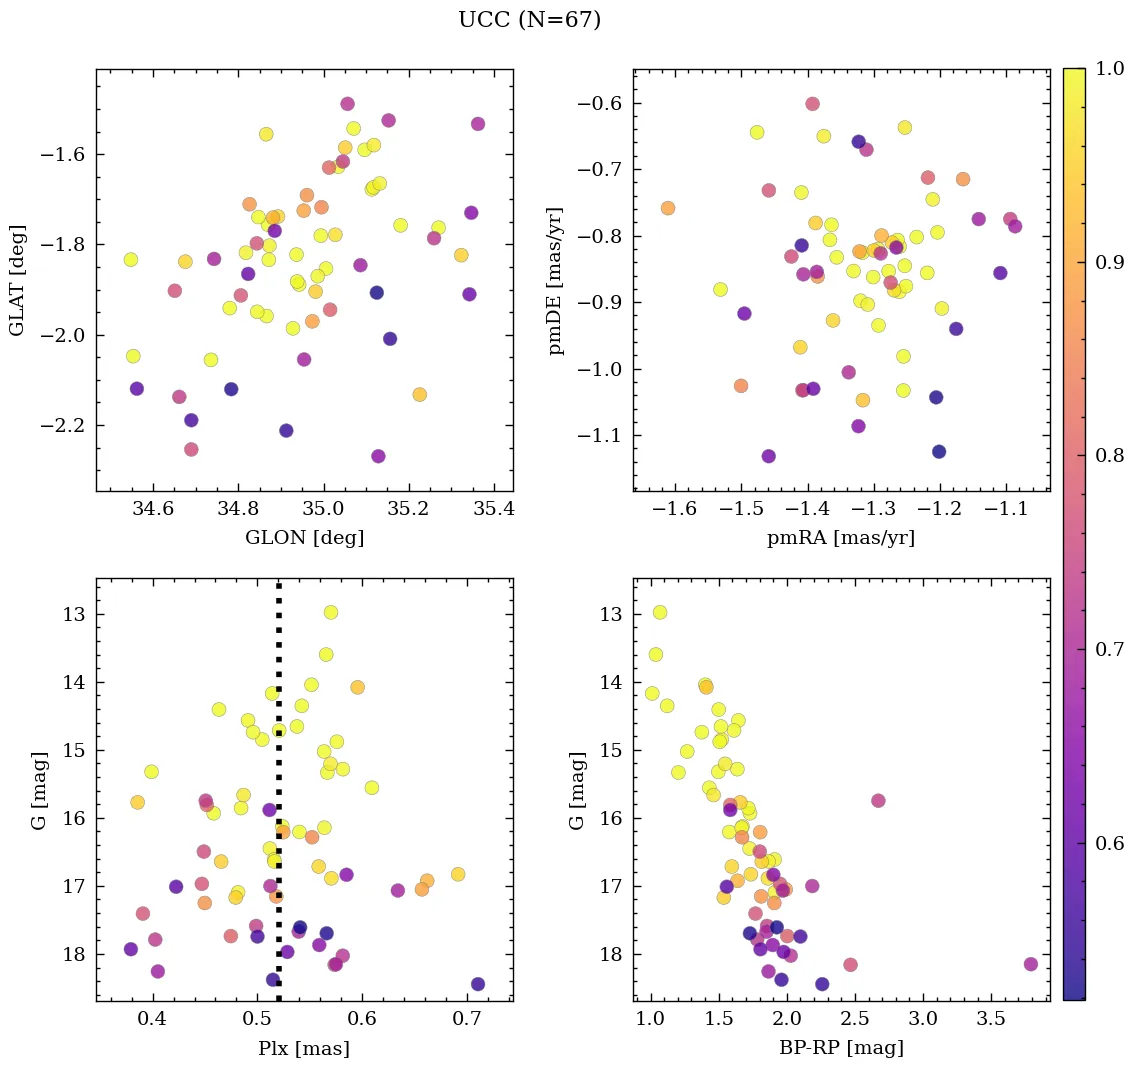 UCC (N=67)
−1.6
−1.8
−2.0
−2.2
GLAT [deg]
34.6 34.8 35.0 35.2 35.4
GLON [deg]
−0.6
−0.7
−0.8
−0.9
−1.0
−1.1
pmDE [mas/yr]
−1.6 −1.5 −1.4 −1.3 −1.2 −1.1
pmRA [mas/yr]
13
14
15
16
17
18
G [mag]
0.4 0.5 0.6 0.7
Plx [mas]
13
14
15
16
17
18
G [mag]
1.0 1.5 2.0 2.5 3.0 3.5
BP-RP [mag]
1.0
0.9
0.8
0.7
0.6